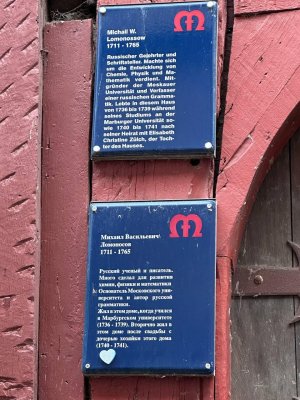 Michail W.
Lomonossow
1711 - 1765
Russischer Gelehrter und
Schriftsteller. Machte sich
um die Entwicklung von
Chemie, Physik und Ma-
thematik verdient. Mit-
gründer der Moskauer
Universität und Verfasser
einer russischen Gramma-
tik. Lebte in diesem Haus
von 1736 bis 1739 während
seines Studiums an der
Marburger Universität so-
wie 1740 bis 1741 nach
seiner Heirat mit Elisabeth
Christine Zülch, der Toch-
ter des Hauses.
Михаил Васильевич
Ломоносов
1711 - 1765
Русский ученый и писатель.
Много сделал для развития
химии, физики и математики
Основатель Московского уни-
верситета и автор русской
грамматики.
Жил в этом доме, когда учился
в Марбургском университете
(1736 - 1739). Вторично жил в
этом доме после свадьбы с
дочерью хозяйки этого дома
(1740 - 1741).